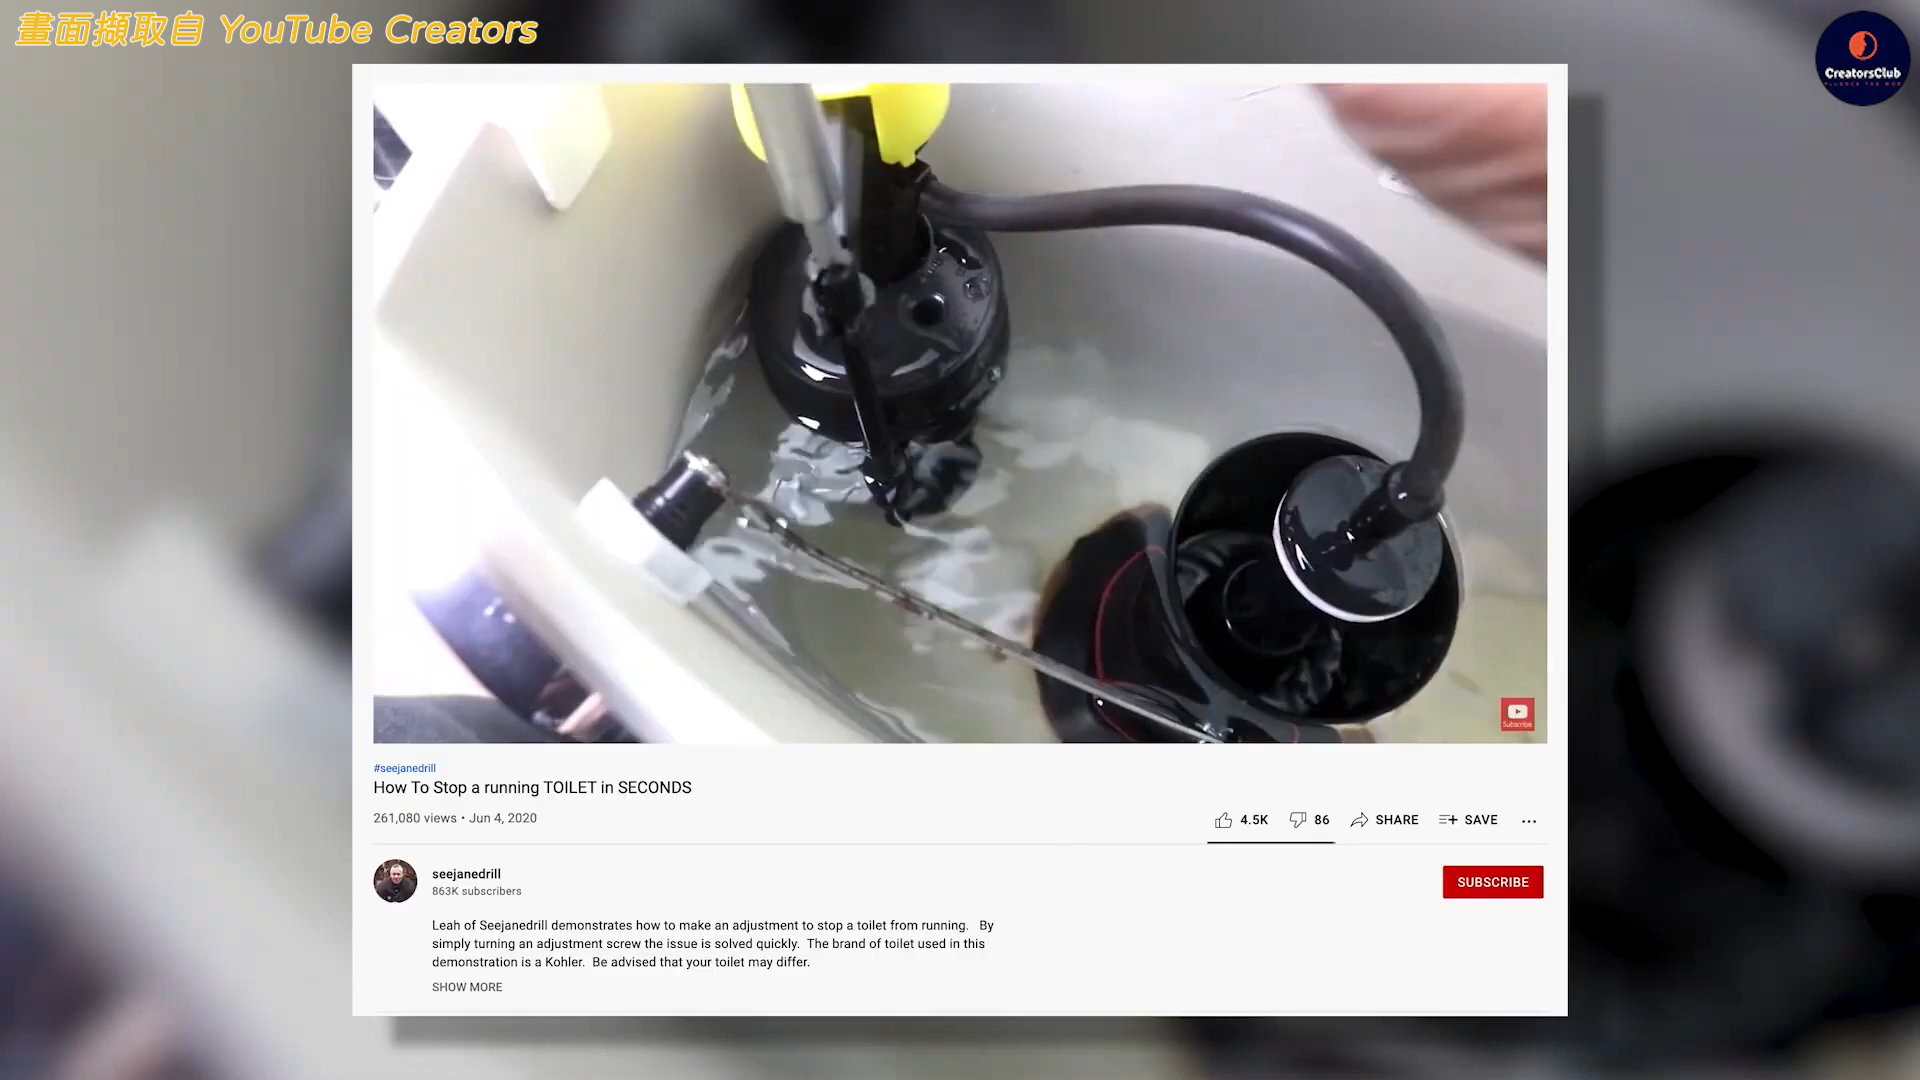 畫面擷取自 YouTube Creators
CreatorsClub
Subscribe
#seejanedrill
How To Stop a running TOILET in SECONDS
261,080 views • Jun 4, 2020
4.5K 86 SHARE SAVE
seejanedrill
863K subscribers
SUBSCRIBE
Leah of Seejanedrill demonstrates how to make an adjustment to stop a toilet from running. By
simply turning an adjustment screw the issue is solved quickly. The brand of toilet used in this
demonstration is a Kohler. Be advised that your toilet may differ.
SHOW MORE